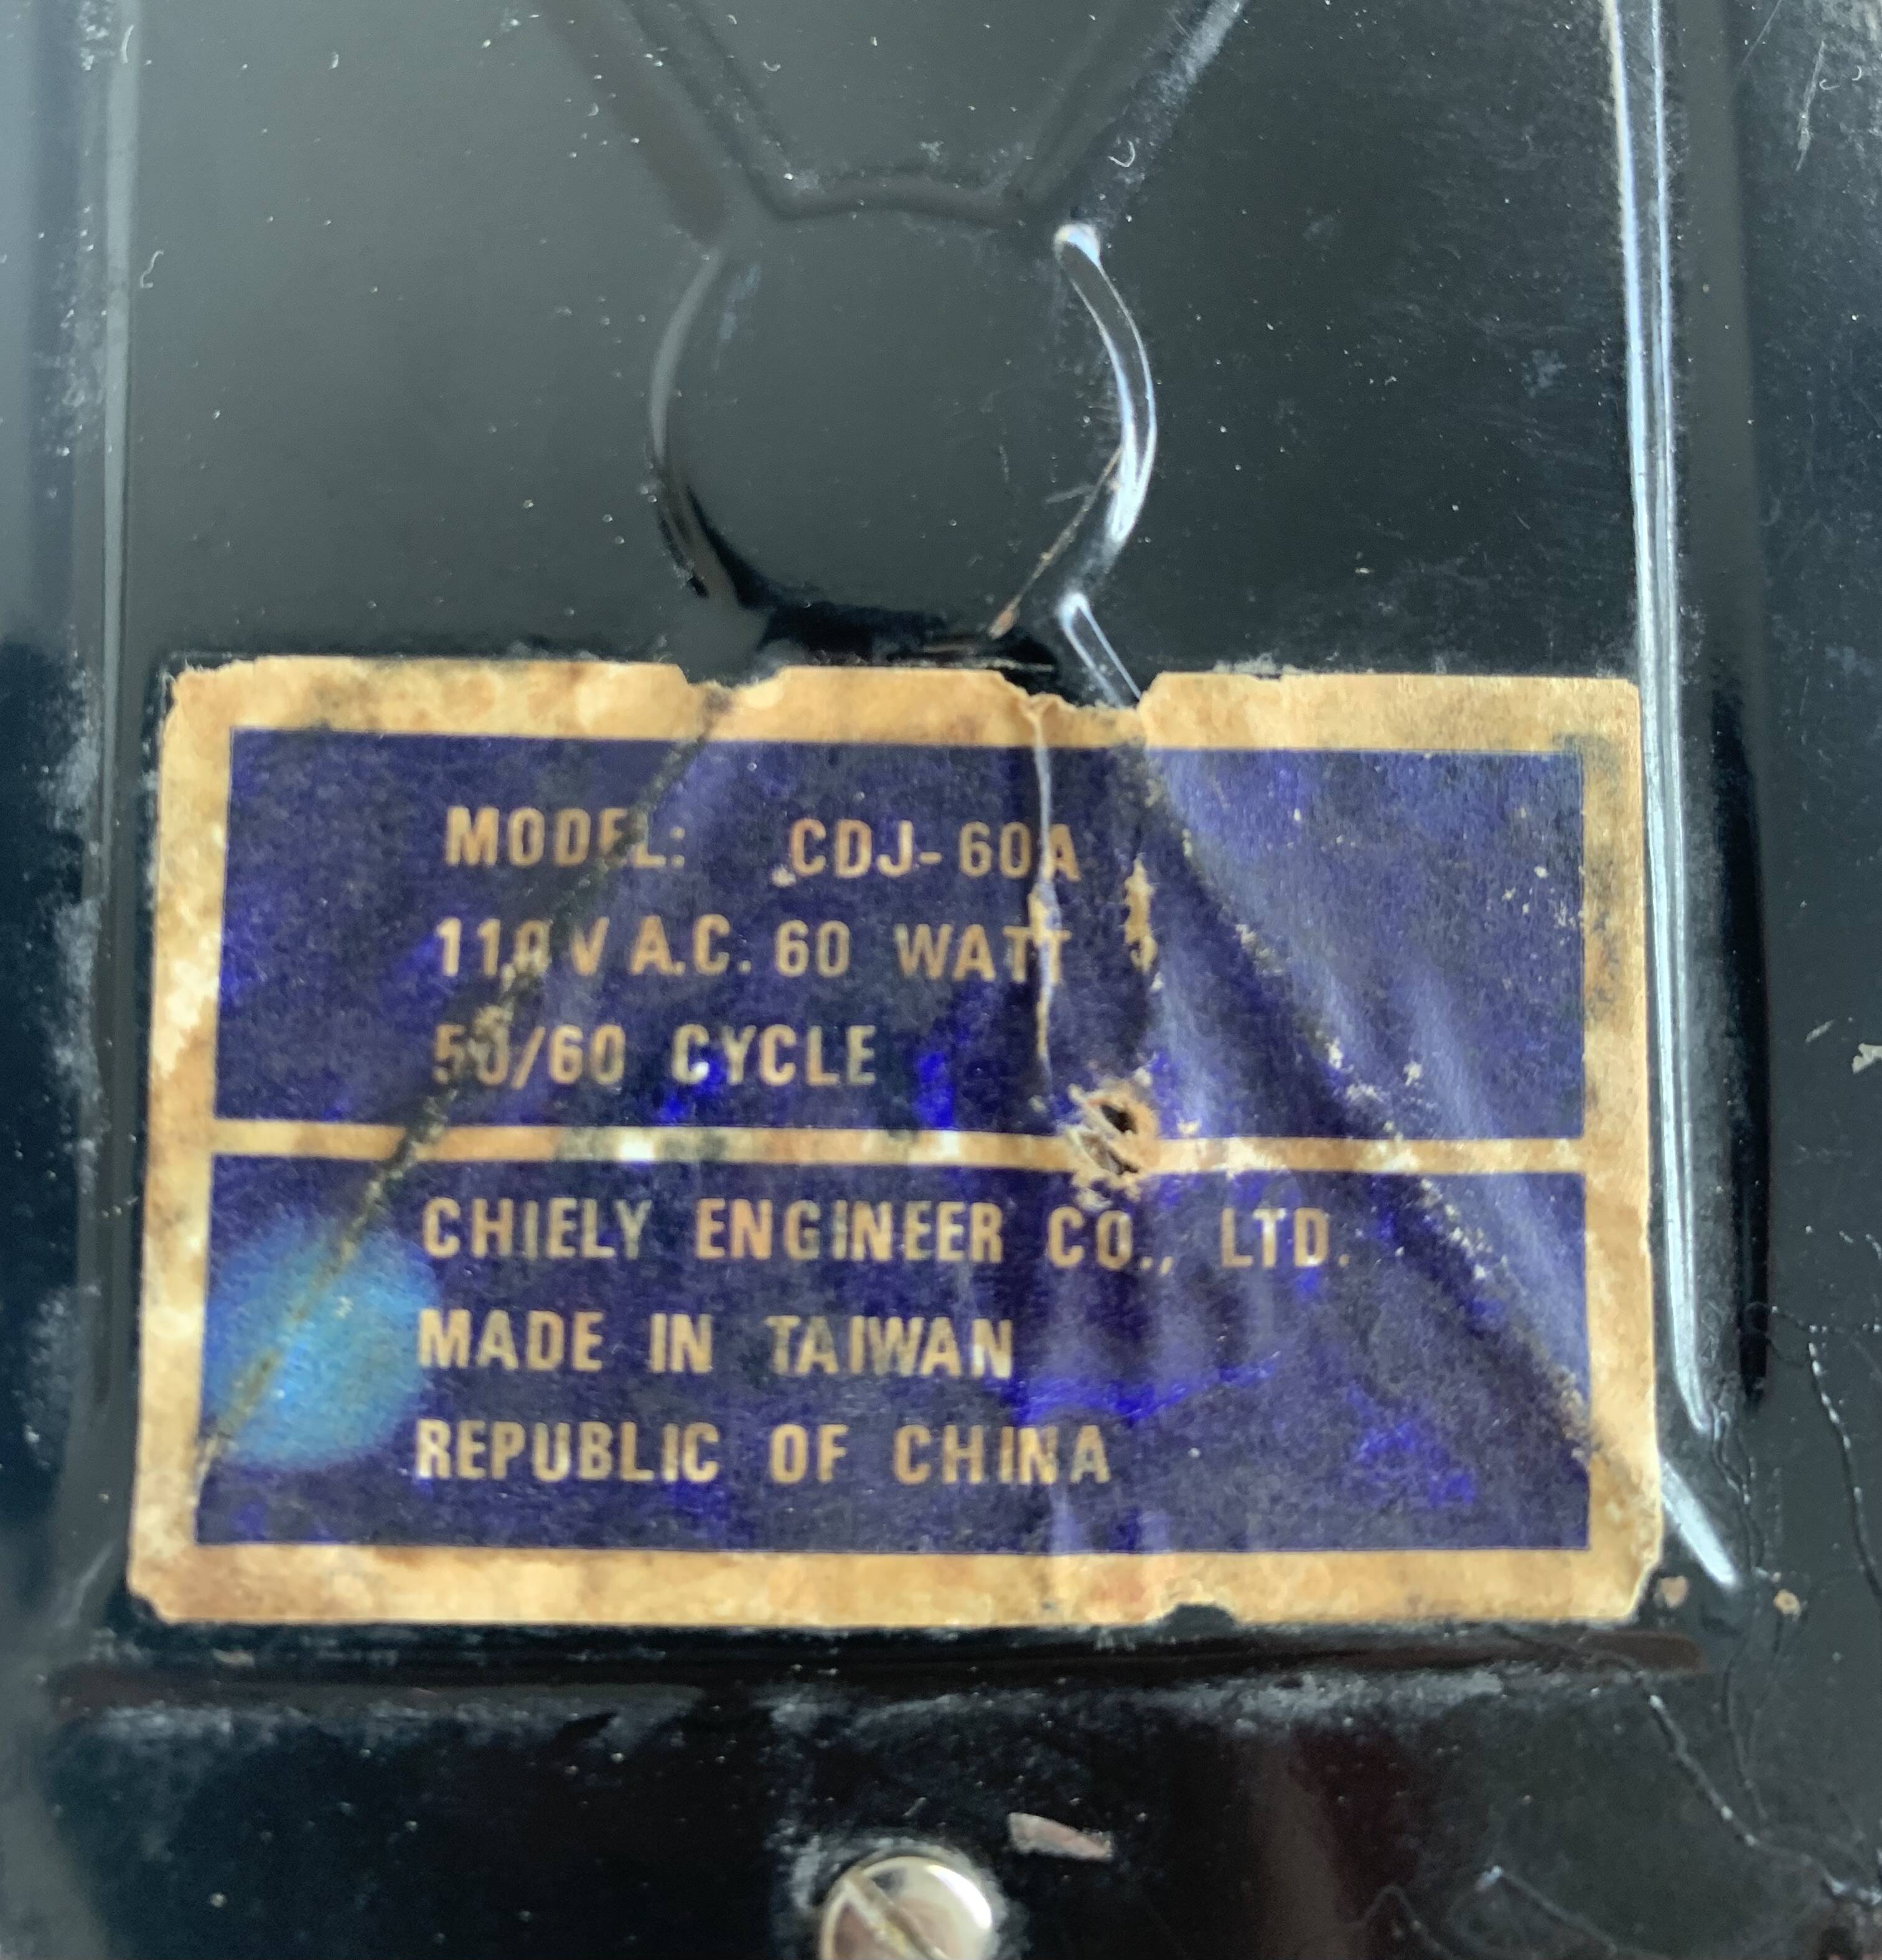 MODEL: CDJ-60A
110V A.C. 60 WATT
50/60 CYCLE
CHIELY ENGINEER CO., LTD.
MADE IN TAIWAN
REPUBLIC OF CHINA